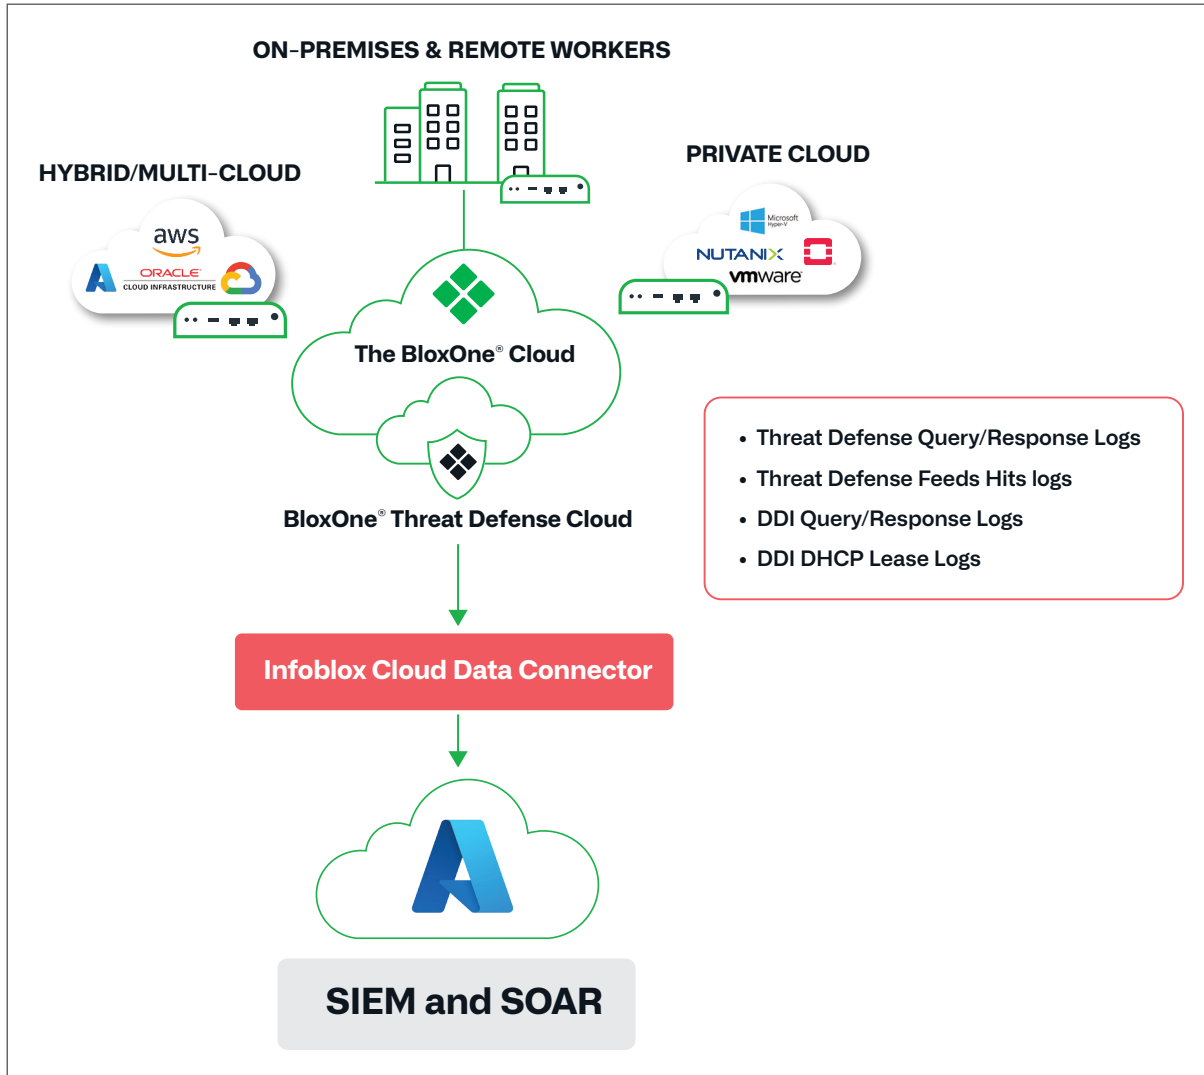 ON-PREMISES & REMOTE WORKERS
HYBRID/MULTI-CLOUD
PRIVATE CLOUD
aws
ORACLE
CLOUD INFRASTRUCTURE
Microsoft
Hyper-V
NUTANIX
vmware
The BloxOne® Cloud
BloxOne® Threat Defense Cloud
• Threat Defense Query/Response Logs
• Threat Defense Feeds Hits logs
• DDI Query/Response Logs
• DDI DHCP Lease Logs
Infoblox Cloud Data Connector
SIEM and SOAR